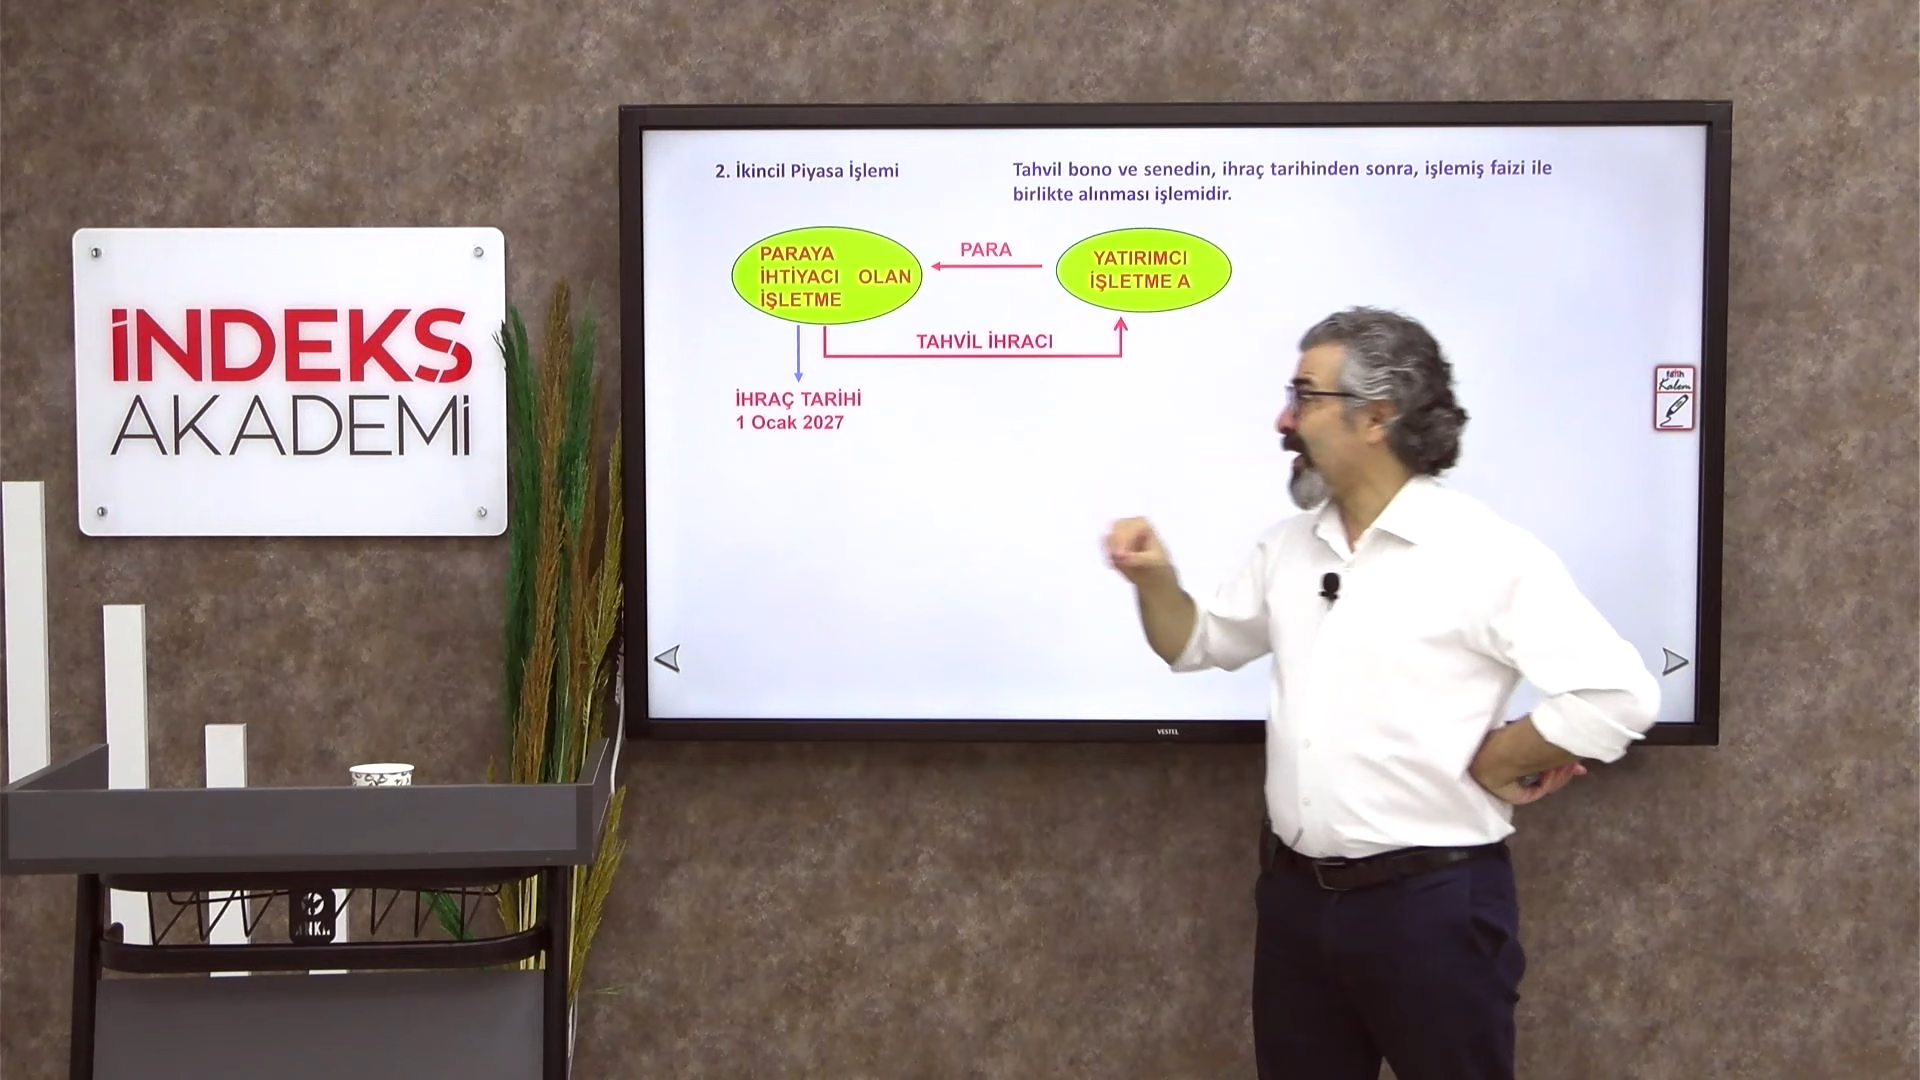 İNDEKS
AKADEMİ
2. İkincil Piyasa İşlemi
Tahvil bono ve senedin, ihraç tarihinden sonra, işlemiş faizi ile
birlikte alınması işlemidir.
PARAYA
İHTİYACI OLAN
İŞLETME
PARA
YATIRIMCI
İŞLETME A
TAHVİL İHRACI
İHRAÇ TARİHİ
1 Ocak 2027
Kalem
VESTEL